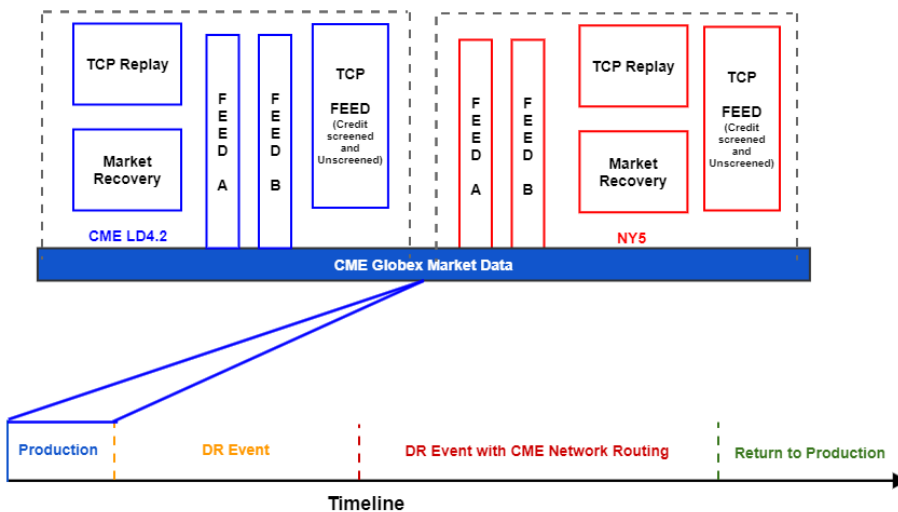 TCP Replay
Market
Recovery
CME LD4.2
F
E
E
D
A
F
E
E
D
B
TCP
FEED
(Credit
screened
and
Unscreened)
F
E
E
D
A
F
E
E
D
B
TCP Replay
Market
Recovery
NY5
TCP
FEED
(Credit
screened
and
Unscreened)
CME Globex Market Data
Production
DR Event
DR Event with CME Network Routing
Return to Production
Timeline